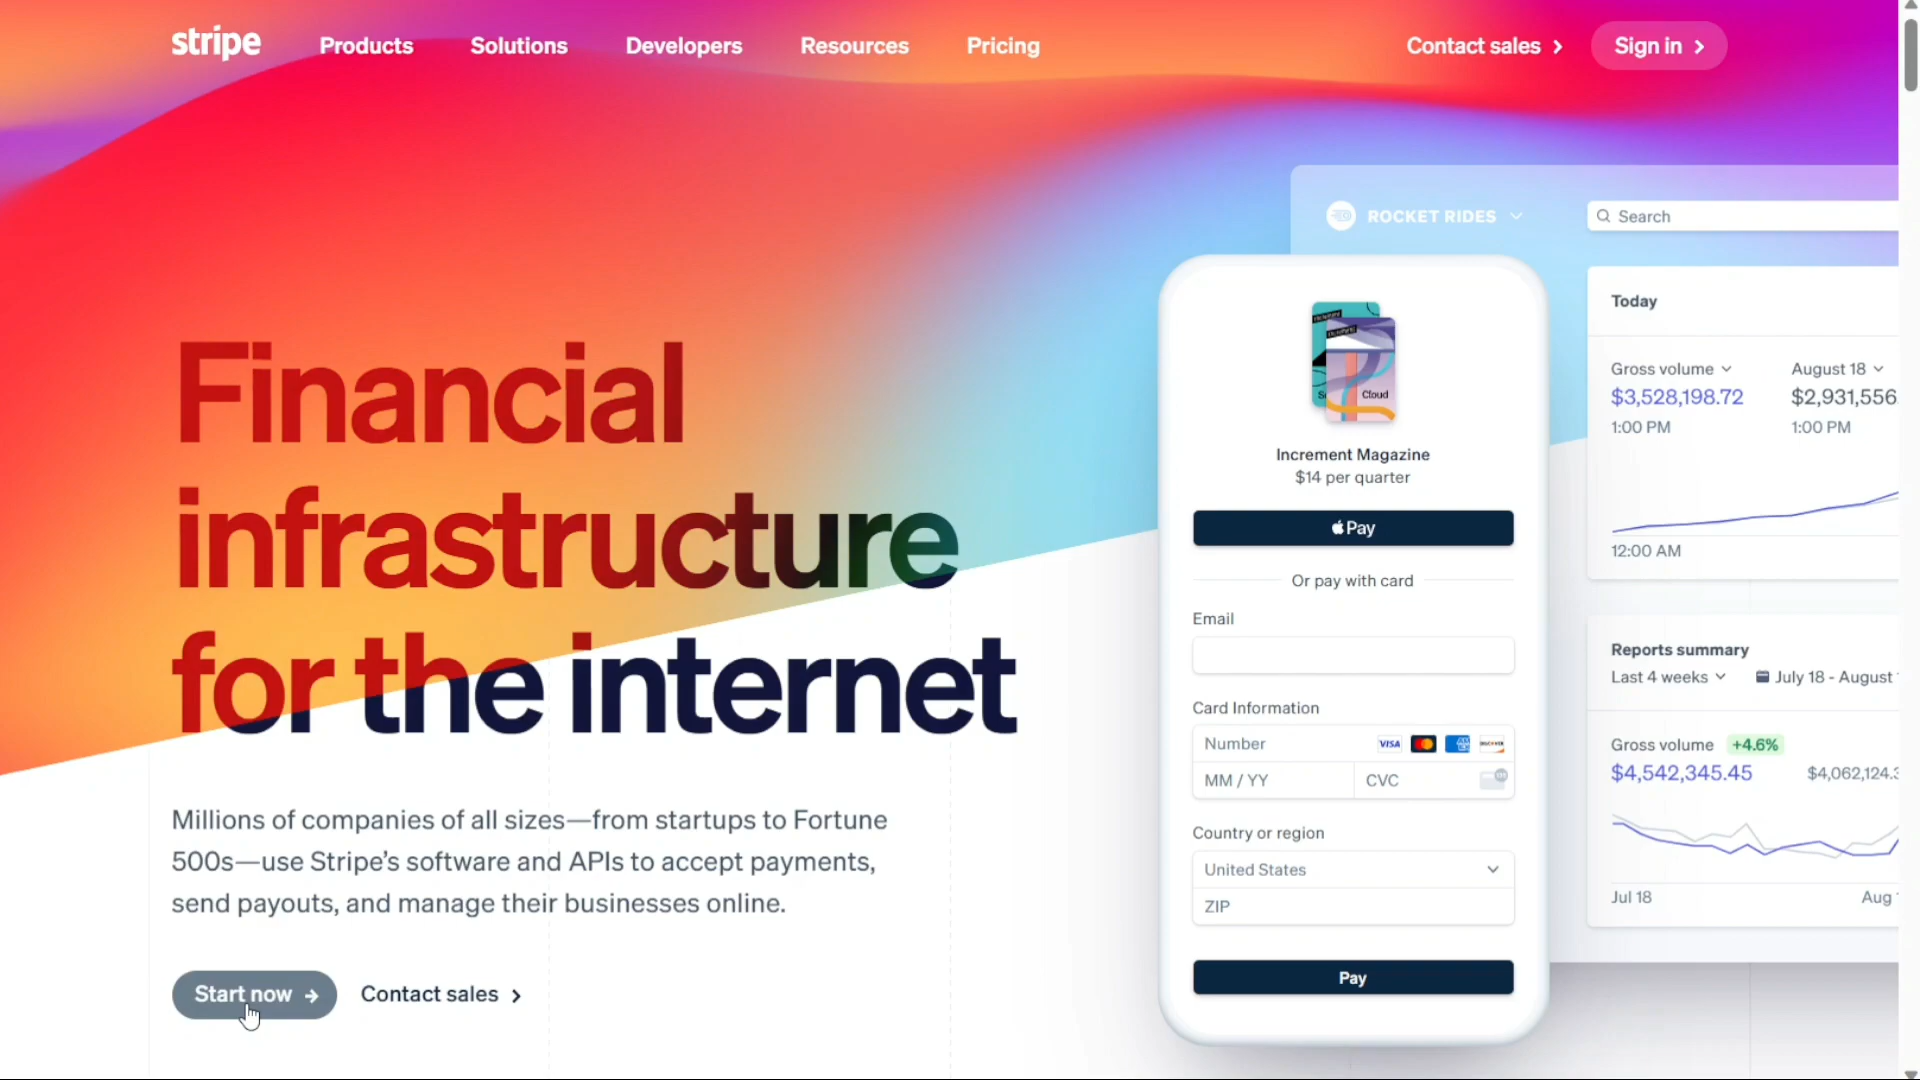 stripe
Products
Solutions
Developers
Resources
Pricing
Contact sales
Sign in
Financial
infrastructure
for the internet
Millions of companies of all sizes—from startups to Fortune
500s—use Stripe’s software and APIs to accept payments,
send payouts, and manage their businesses online.
Start now
Contact sales
ROCKET RIDES
Search
Cloud
Increment Magazine
$14 per quarter
Pay
Or pay with card
Email
Card Information
Number
VISA
MM / YY
CVC
Country or region
United States
ZIP
Pay
Today
Gross volume
August 18
$3,528,198.72
$2,931,556
1:00 PM
1:00 PM
12:00 AM
Reports summary
Last 4 weeks
July 18 - August
Gross volume
+4.6%
$4,542,345.45
$4,062,124.3
Jul 18
Aug